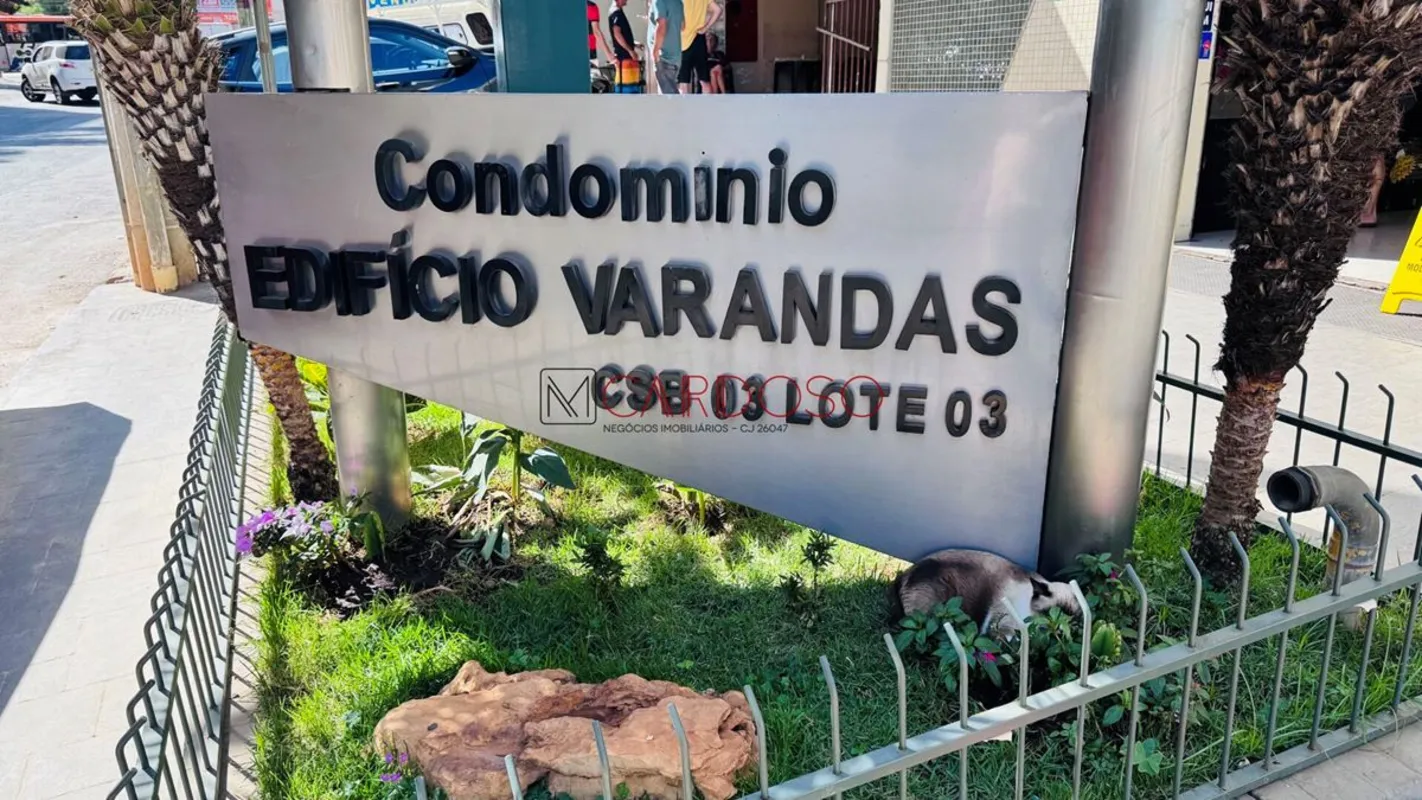 Condominio
EDIFÍCIO VARANDAS
CSB 03 LOTE 03
CARDOSO
NEGÓCIOS IMOBILIÁRIOS - CJ 26047